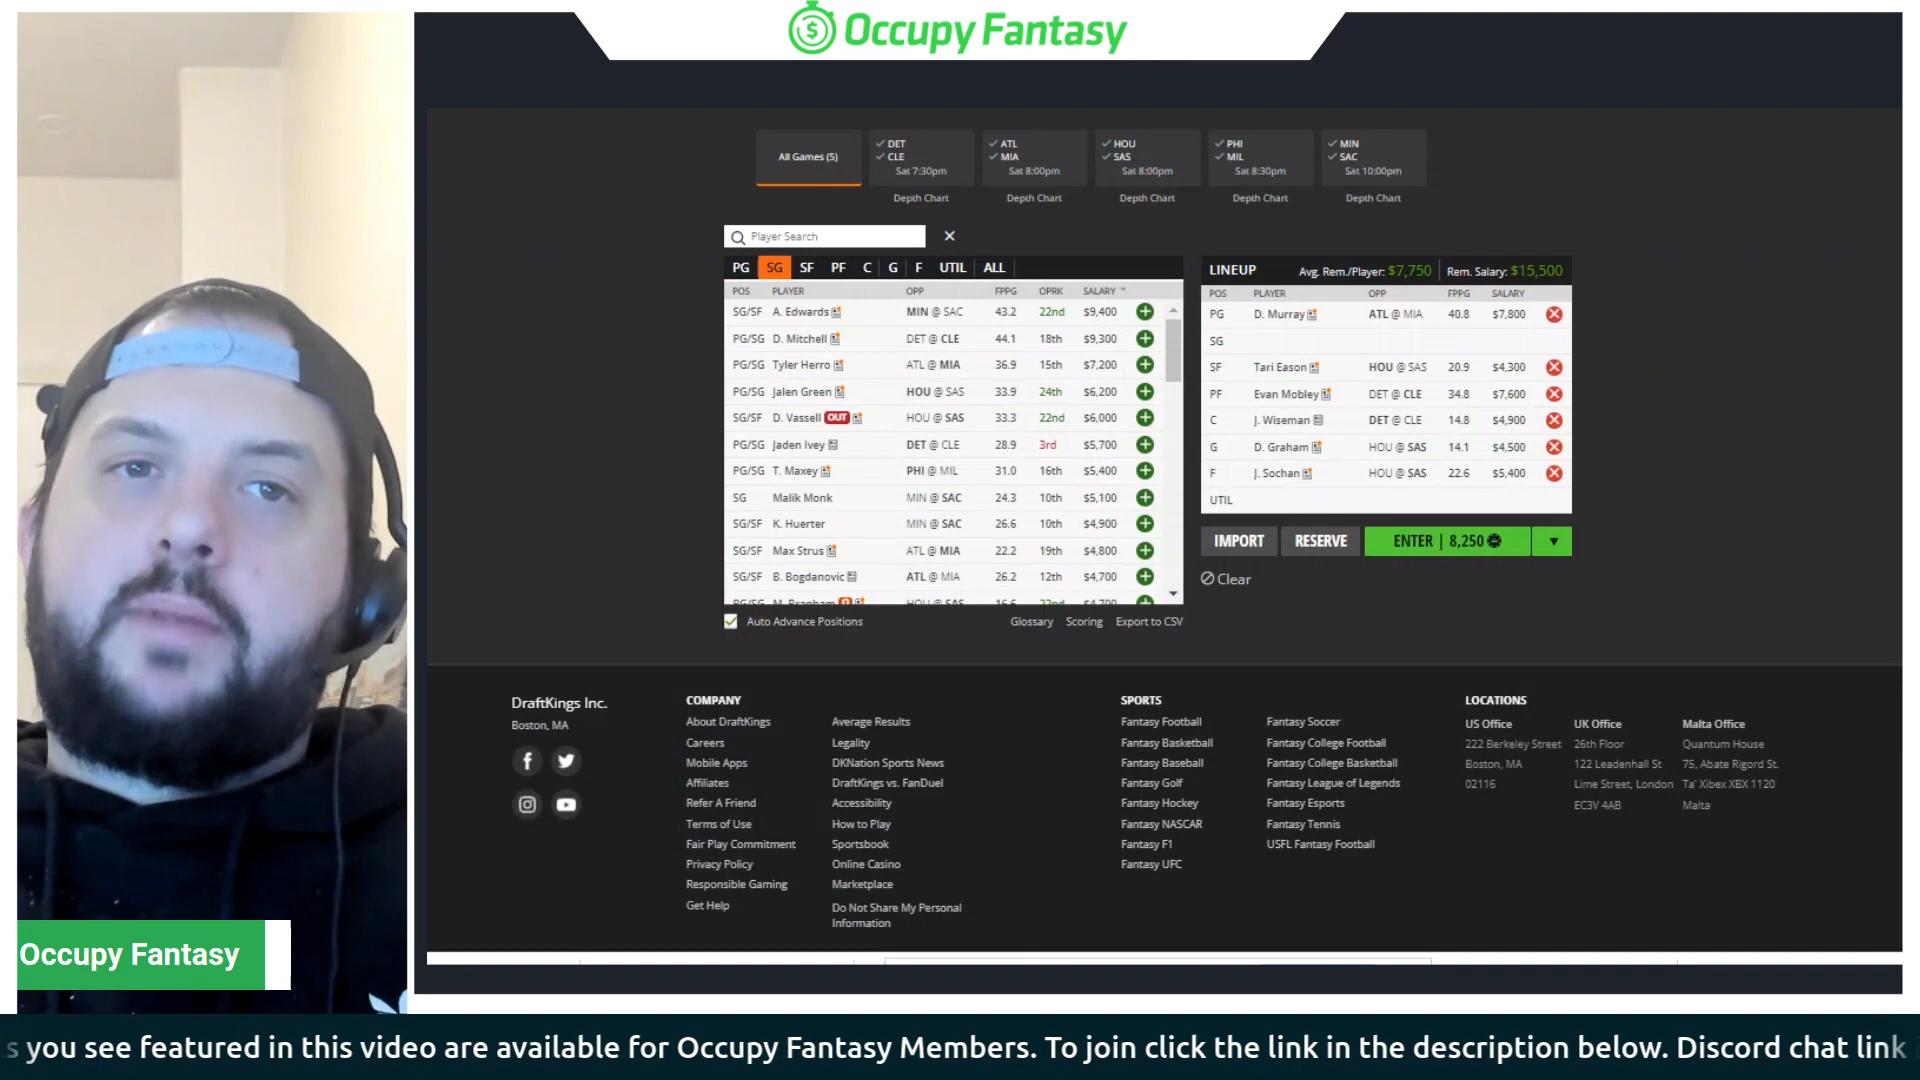 Occupy Fantasy
All Games (5)
DET
CLE
Sat 7:30pm
Depth Chart
ATL
MIA
Sat 8:00pm
Depth Chart
HOU
SAS
Sat 8:00pm
Depth Chart
PHI
MIL
Sat 8:30pm
Depth Chart
MIN
SAC
Sat 10:00pm
Depth Chart
Player Search
PG SG SF PF C G F UTIL ALL
POS PLAYER OPP FPPG OPRK SALARY
SG/SF A. Edwards MIN @ SAC 43.2 22nd $9,400
PG/SG D. Mitchell DET @ CLE 44.1 18th $9,300
PG/SG Tyler Herro ATL @ MIA 36.9 15th $7,200
PG/SG Jalen Green HOU @ SAS 33.9 24th $6,200
SG/SF D. Vassell OUT HOU @ SAS 33.3 22nd $6,000
PG/SG Jaden Ivey DET @ CLE 28.9 3rd $5,700
PG/SG T. Maxey PHI @ MIL 31.0 16th $5,400
SG Malik Monk MIN @ SAC 24.3 10th $5,100
SG/SF K. Huerter MIN @ SAC 26.6 10th $4,900
SG/SF Max Strus ATL @ MIA 22.2 19th $4,800
SG/SF B. Bogdanovic ATL @ MIA 26.2 12th $4,700
Auto Advance Positions
Glossary Scoring Export to CSV
LINEUP Avg. Rem./Player: $7,750 Rem. Salary: $15,500
POS PLAYER OPP FPPG SALARY
PG D. Murray ATL @ MIA 40.8 $7,800
SG
SF Tari Eason HOU @ SAS 20.9 $4,300
PF Evan Mobley DET @ CLE 34.8 $7,600
C J. Wiseman DET @ CLE 14.8 $4,900
G D. Graham HOU @ SAS 14.1 $4,500
F J. Sochan HOU @ SAS 22.6 $5,400
UTIL
IMPORT RESERVE ENTER | 8,250
Clear
DraftKings Inc.
Boston, MA
COMPANY
About DraftKings
Careers
Mobile Apps
Affiliates
Refer A Friend
Terms of Use
Fair Play Commitment
Privacy Policy
Responsible Gaming
Get Help
Average Results
Legality
DKNation Sports News
DraftKings vs. FanDuel
Accessibility
How to Play
Sportsbook
Online Casino
Marketplace
Do Not Share My Personal
Information
SPORTS
Fantasy Football
Fantasy Basketball
Fantasy Baseball
Fantasy Golf
Fantasy Hockey
Fantasy NASCAR
Fantasy F1
Fantasy UFC
Fantasy Soccer
Fantasy College Football
Fantasy College Basketball
Fantasy League of Legends
Fantasy Esports
Fantasy Tennis
USFL Fantasy Football
LOCATIONS
US Office
222 Berkeley Street
Boston, MA
02116
UK Office
26th Floor
122 Leadenhall St
Lime Street, London
EC3V 4AB
Malta Office
Quantum House
75, Abate Rigord St.
Ta' Xibex XBX 1120
Malta
Occupy Fantasy
s you see featured in this video are available for Occupy Fantasy Members. To join click the link in the description below. Discord chat link